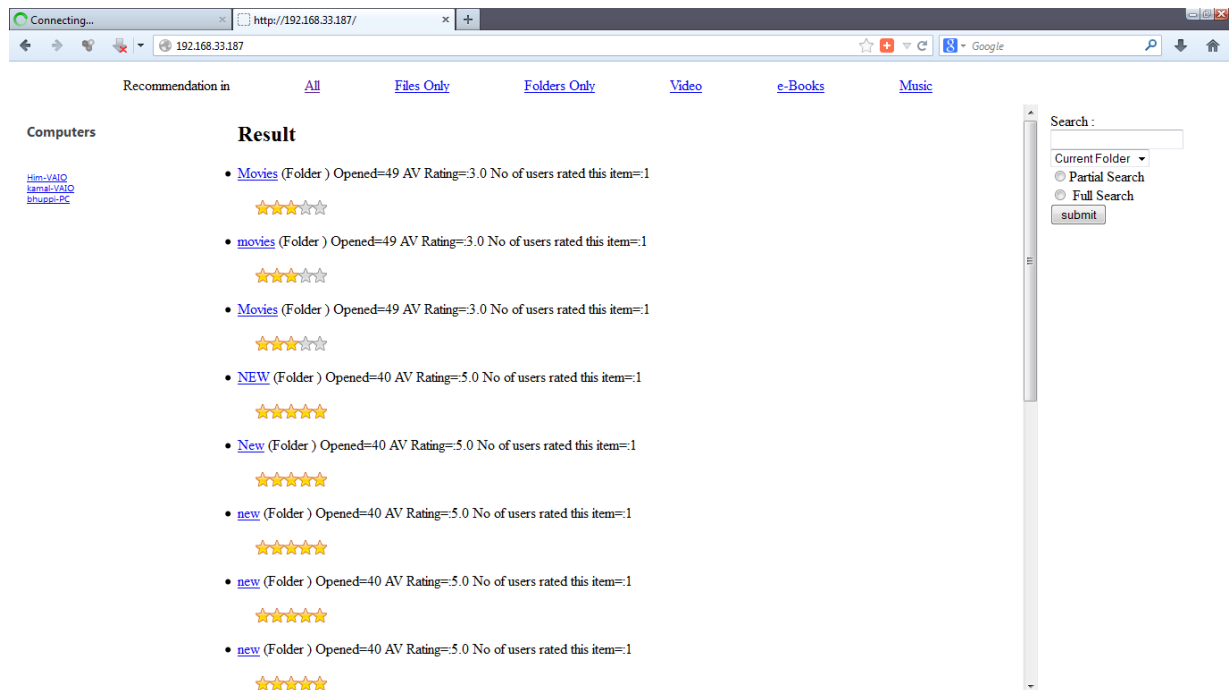 Connecting...
http://192.168.33.187/
192.168.33.187
Google
Recommendation in All Files Only Folders Only Video e-Books Music
Computers
Him-VAIO
kamal-VAIO
bhuppi-PC
Result
Movies (Folder ) Opened=49 AV Rating=:3.0 No of users rated this item=:1
movies (Folder ) Opened=49 AV Rating=:3.0 No of users rated this item=:1
Movies (Folder ) Opened=49 AV Rating=:3.0 No of users rated this item=:1
NEW (Folder ) Opened=40 AV Rating=:5.0 No of users rated this item=:1
New (Folder ) Opened=40 AV Rating=:5.0 No of users rated this item=:1
new (Folder ) Opened=40 AV Rating=:5.0 No of users rated this item=:1
new (Folder ) Opened=40 AV Rating=:5.0 No of users rated this item=:1
new (Folder ) Opened=40 AV Rating=:5.0 No of users rated this item=:1
Search :
Current Folder
Partial Search
Full Search
submit